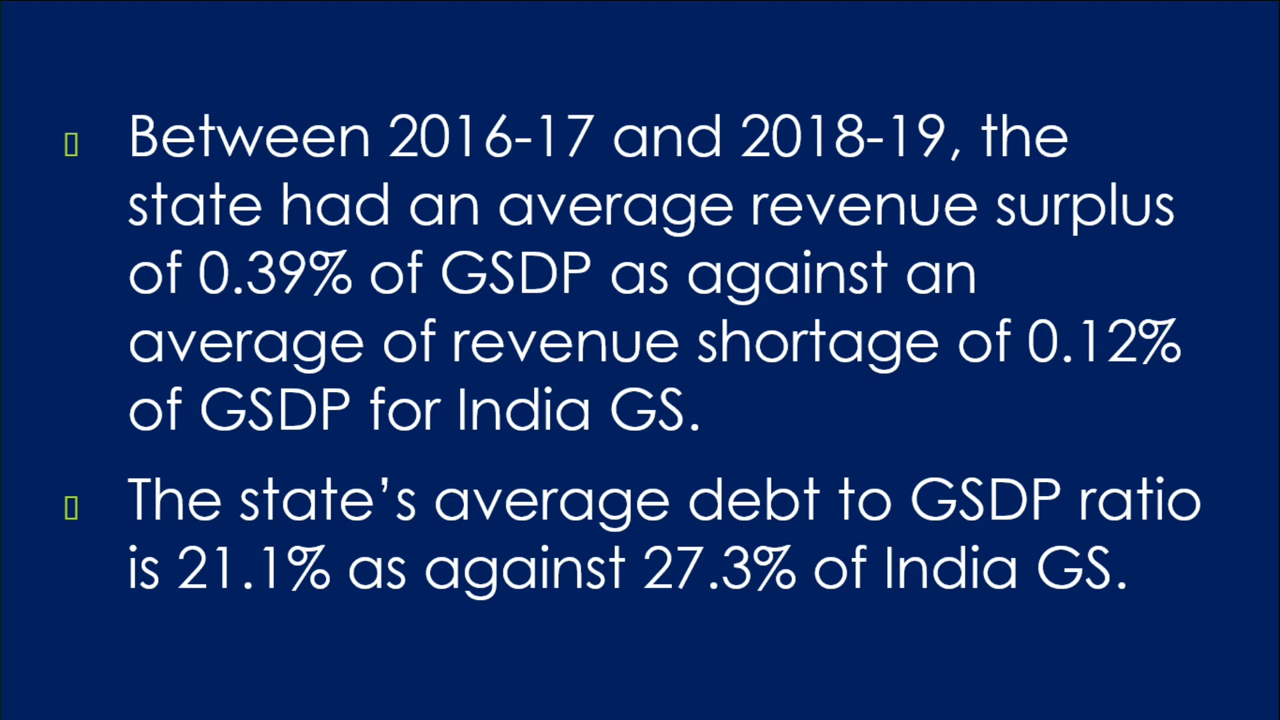 Between 2016-17 and 2018-19, the
state had an average revenue surplus
of 0.39% of GSDP as against an
average of revenue shortage of 0.12%
of GSDP for India GS.
The state’s average debt to GSDP ratio
is 21.1% as against 27.3% of India GS.